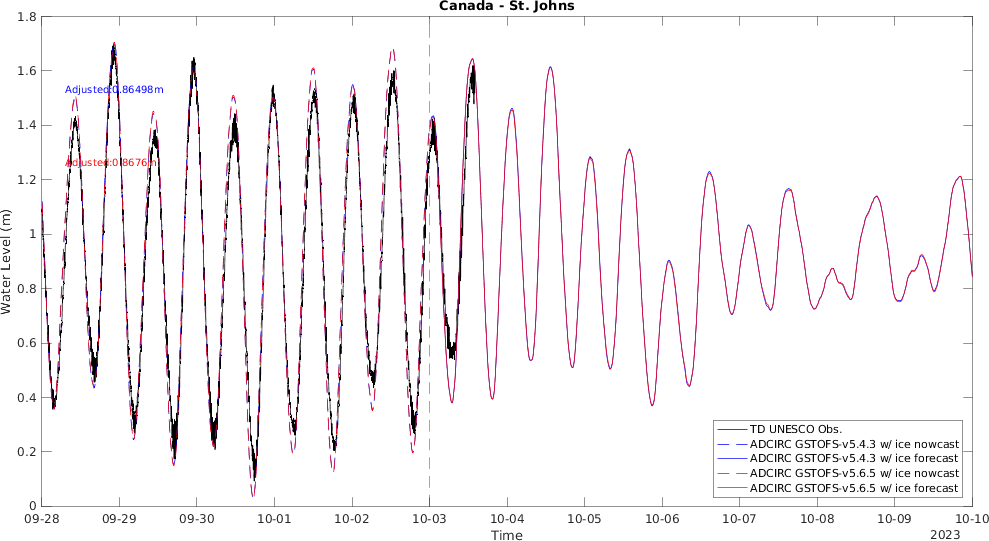 Canada - St. Johns
1.8
1.6
1.4
1.2
1
0.8
0.6
0.4
0.2
0
Water Level (m)
Adjusted:0.86498m
Adjusted:0.8676m
TD UNESCO Obs.
ADCIRC GSTOFS-v5.4.3 w/ ice nowcast
ADCIRC GSTOFS-v5.4.3 w/ ice forecast
ADCIRC GSTOFS-v5.6.5 w/ ice nowcast
ADCIRC GSTOFS-v5.6.5 w/ ice forecast
09-28 09-29 09-30 10-01 10-02 10-03 10-04 10-05 10-06 10-07 10-08 10-09 10-10
Time
2023